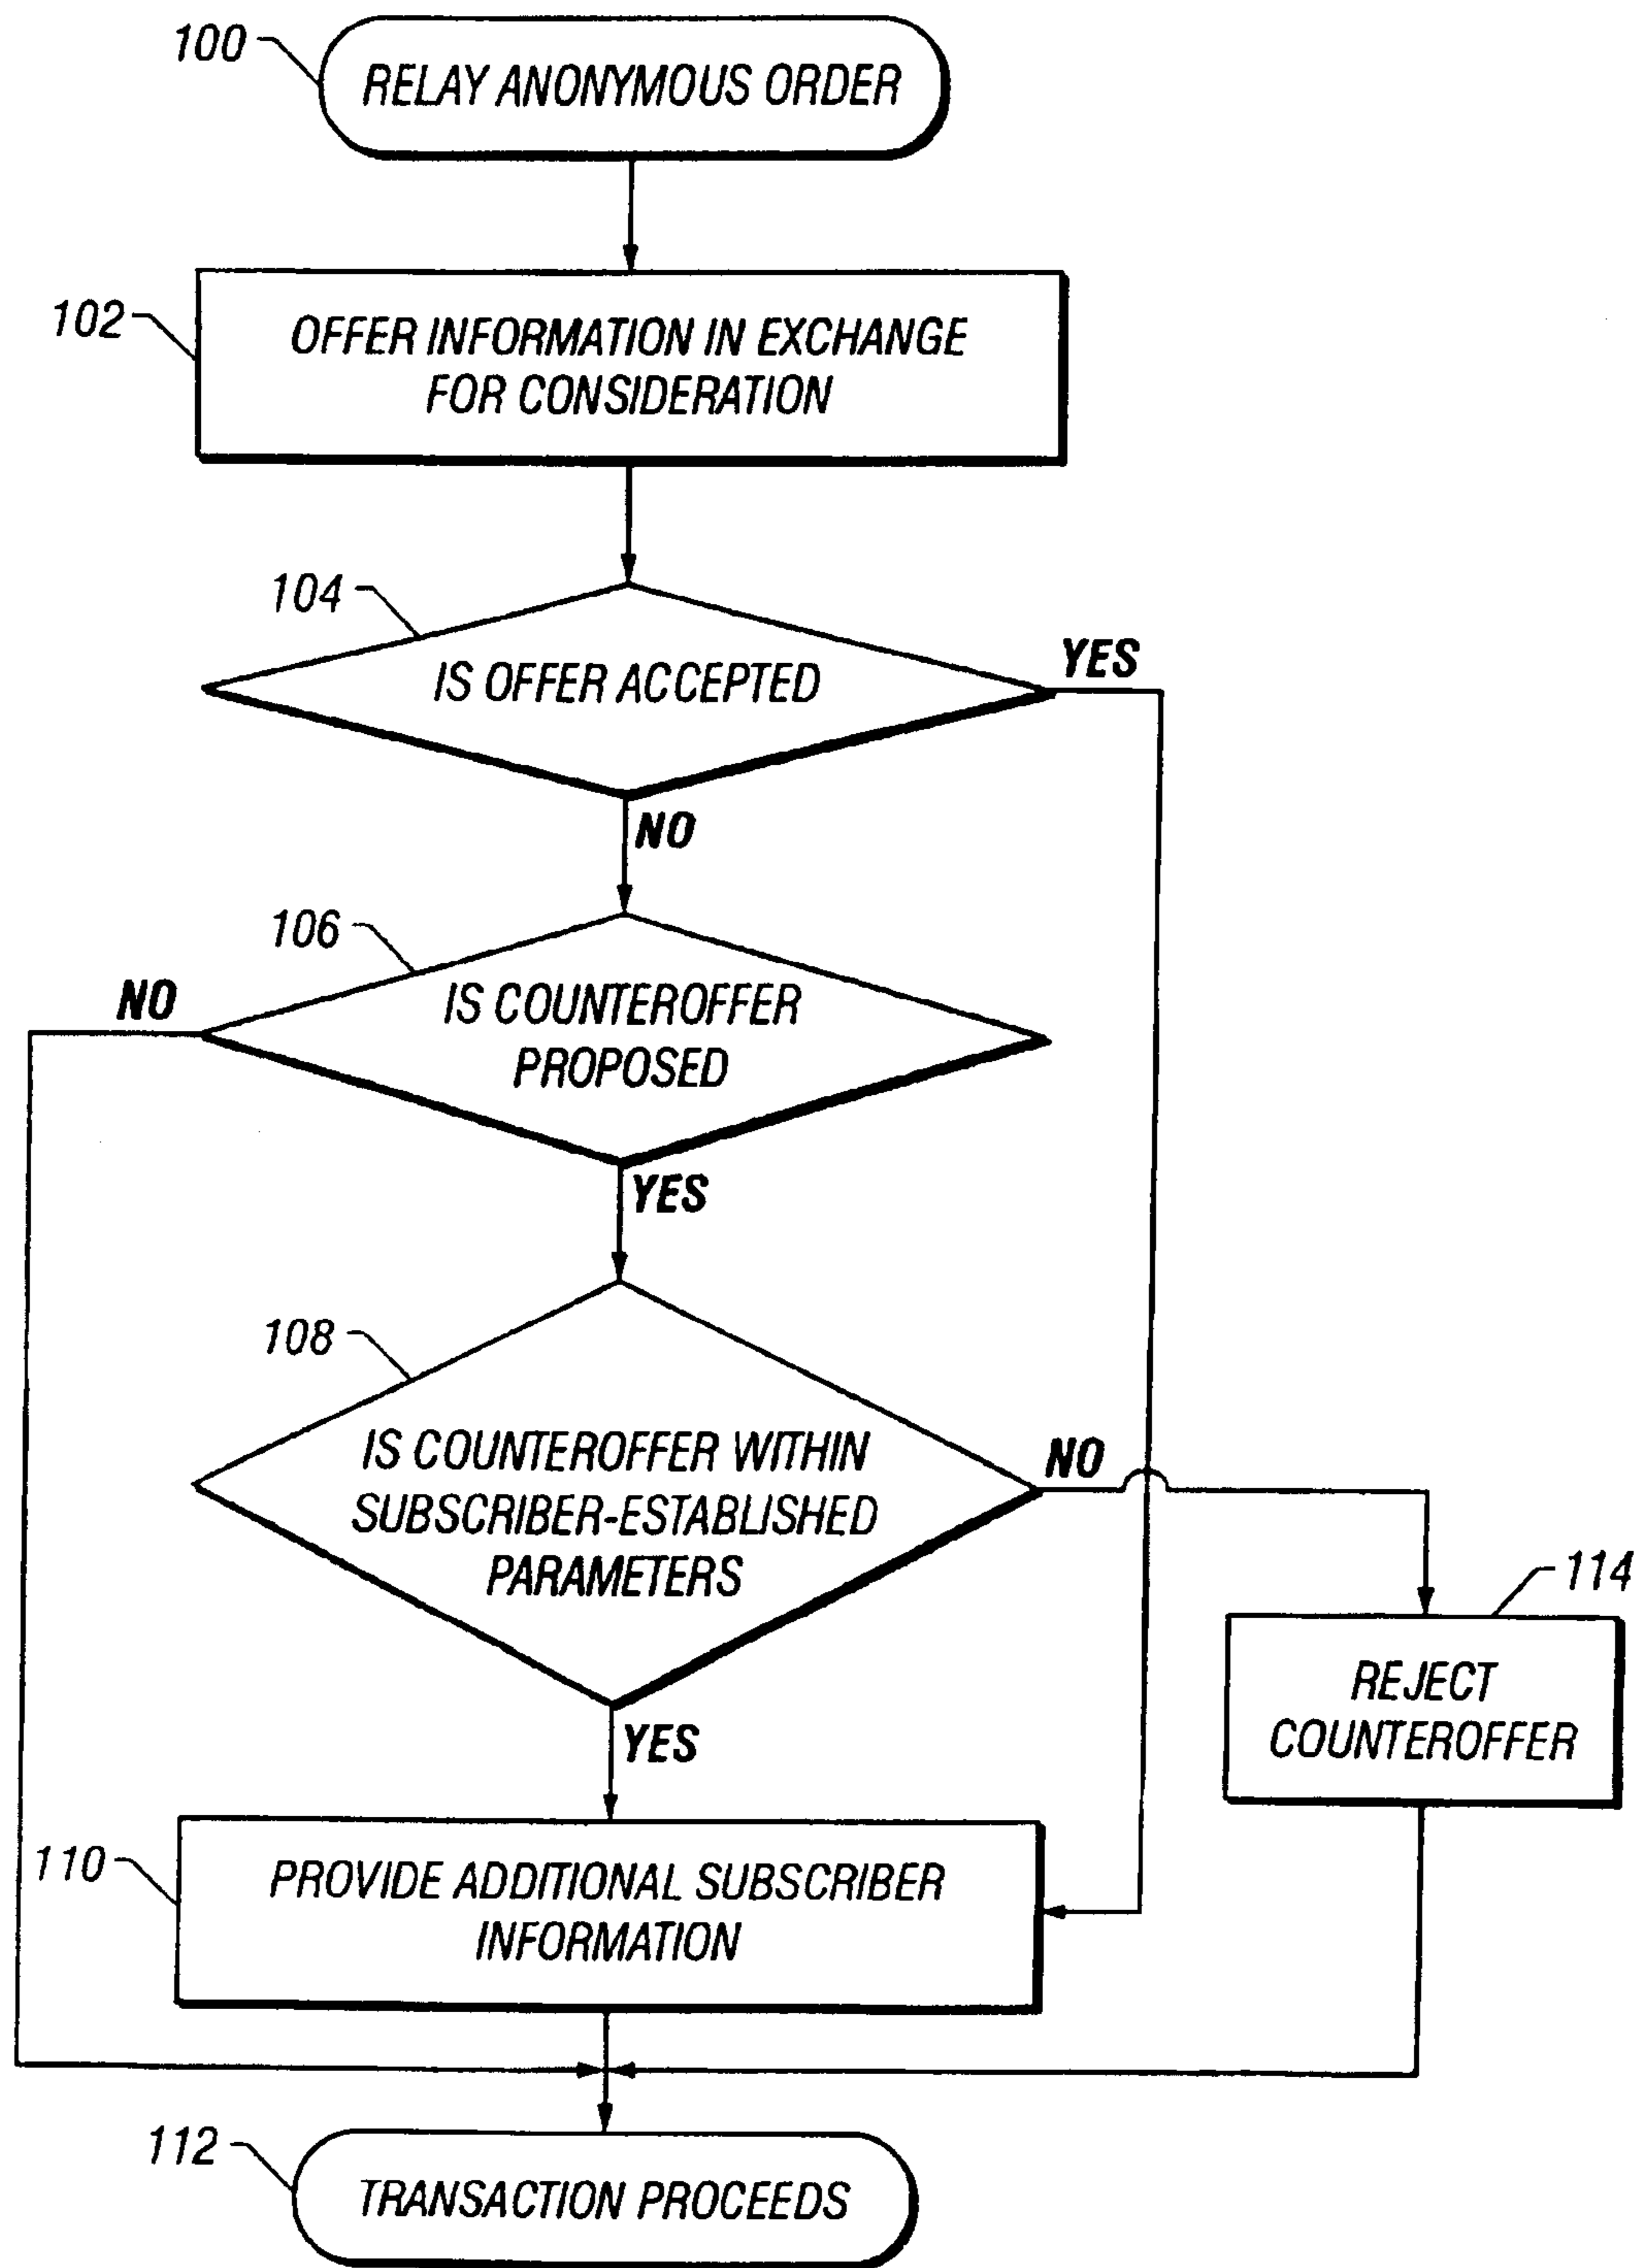 100
RELAY ANONYMOUS ORDER
102
OFFER INFORMATION IN EXCHANGE
FOR CONSIDERATION
104
IS OFFER ACCEPTED
YES
NO
106
NO
IS COUNTEROFFER
PROPOSED
YES
108
IS COUNTEROFFER WITHIN
SUBSCRIBER-ESTABLISHED
PARAMETERS
NO
114
REJECT
COUNTEROFFER
YES
110
PROVIDE ADDITIONAL SUBSCRIBER
INFORMATION
112
TRANSACTION PROCEEDS